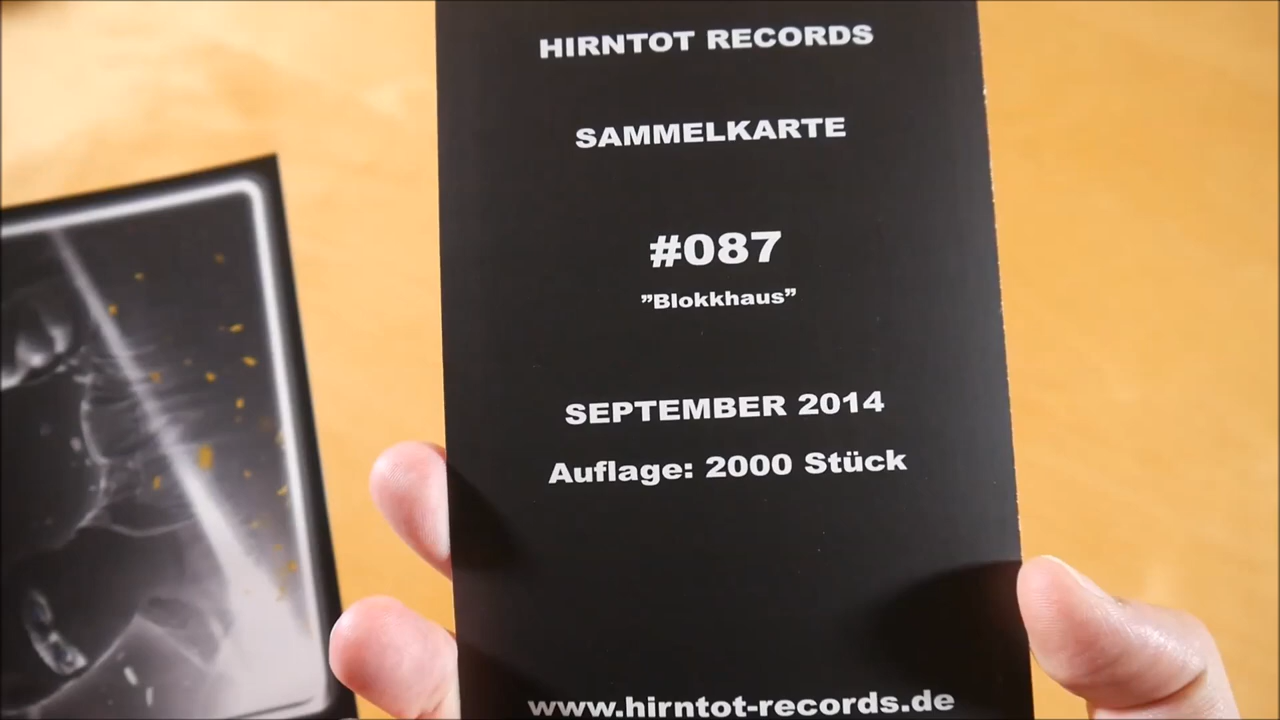 HIRNTOT RECORDS
SAMMELKARTE
#087
”Blokkhaus”
SEPTEMBER 2014
Auflage: 2000 Stück
www.hirntot-records.de